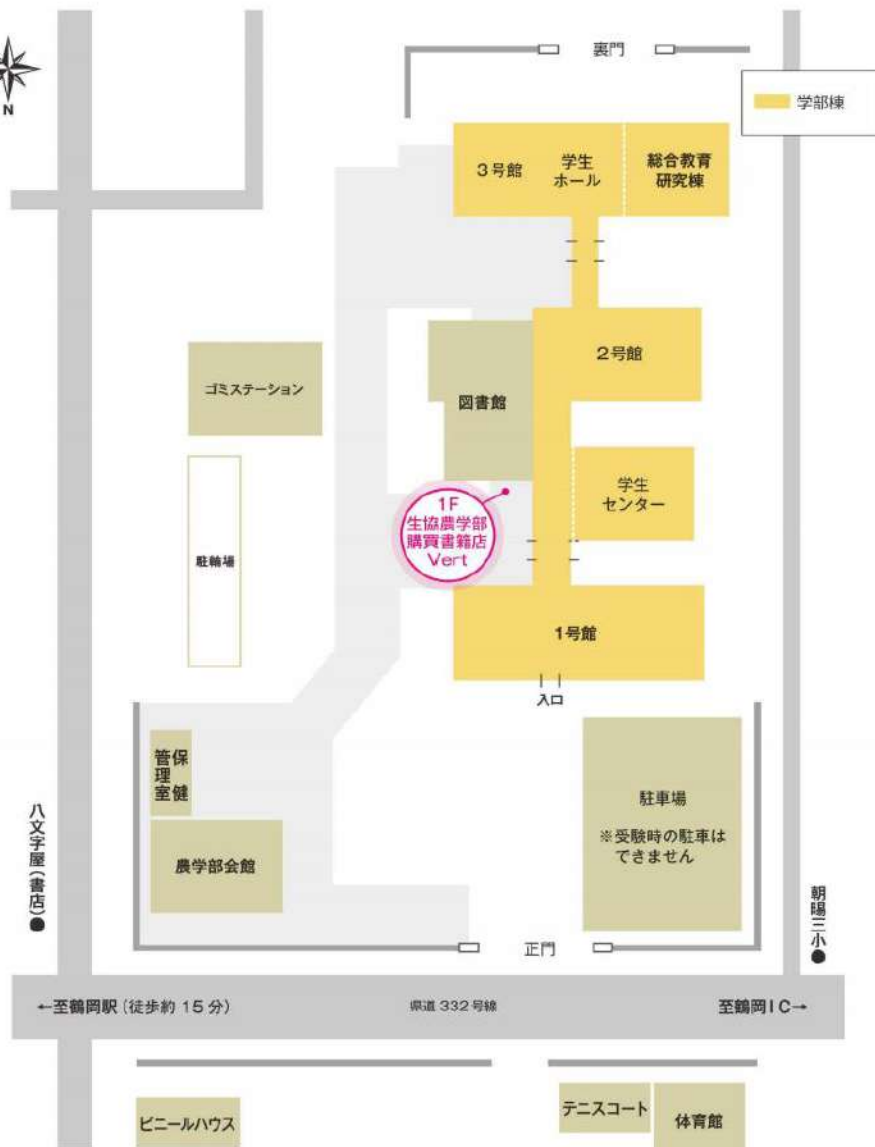 裏門
N
学部棟
3号館
学生
ホール
総合教育
研究棟
2号館
ゴミステーション
図書館
学生
センター
1F
生協農学部
購買書籍店
Vert
駐輪場
1号館
入口
保健
管理室
駐車場
※受験時の駐車は
できません
農学部会館
八文字屋(書店)●
朝暘三小●
正門
←至鶴岡駅(徒歩約15分)
県道332号線
至鶴岡IC→
ビニールハウス
テニスコート
体育館